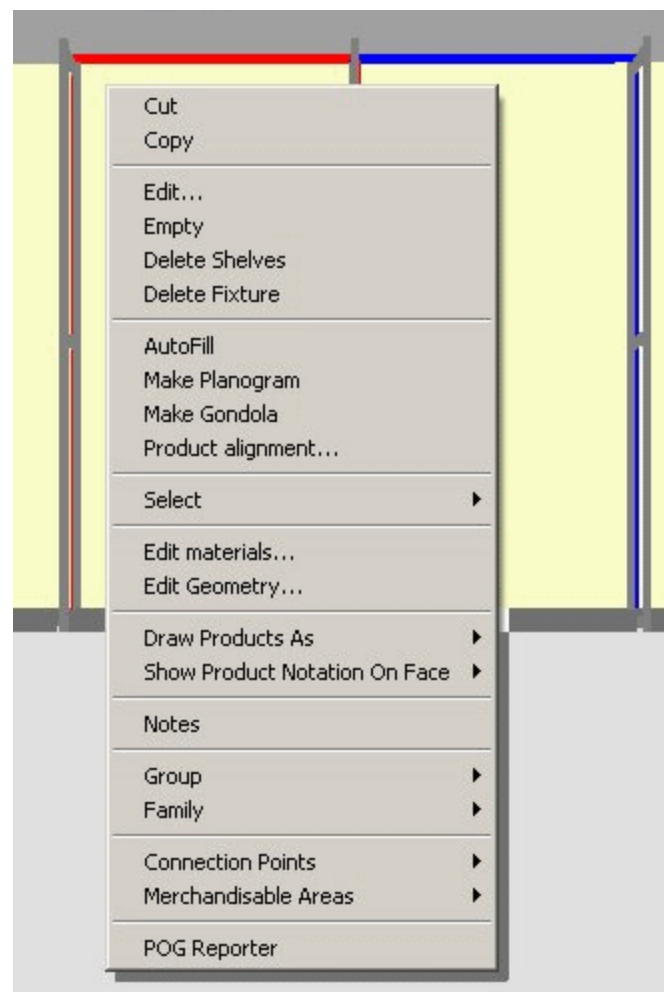 Cut
Copy
Edit...
Empty
Delete Shelves
Delete Fixture
AutoFill
Make Planogram
Make Gondola
Product alignment...
Select
Edit materials...
Edit Geometry...
Draw Products As
Show Product Notation On Face
Notes
Group
Family
Connection Points
Merchandisable Areas
POG Reporter